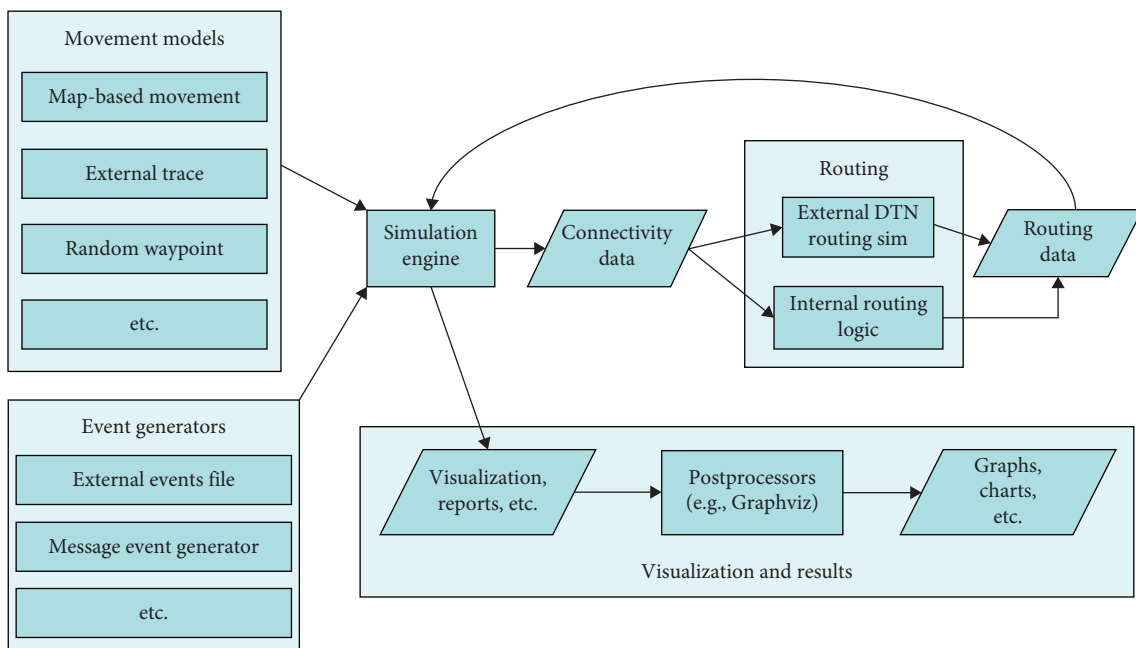 Movement models
Map-based movement
External trace
Random waypoint
etc.
Event generators
External events file
Message event generator
etc.
Simulation
engine
Connectivity
data
Routing
External DTN
routing sim
Internal routing
logic
Routing
data
Visualization,
reports, etc.
Postprocessors
(e.g., Graphviz)
Graphs,
charts,
etc.
Visualization and results